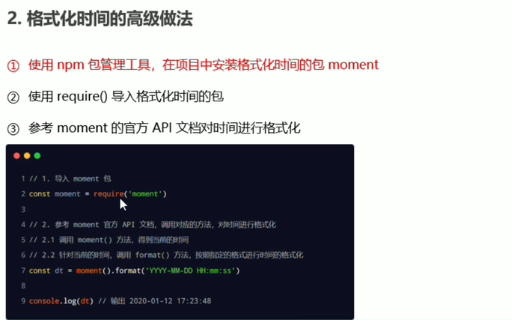 2. 格式化时间的高级做法
① 使用 npm 包管理工具，在项目中安装格式化时间的包 moment
② 使用 require() 导入格式化时间的包
③ 参考 moment 的官方 API 文档对时间进行格式化
1 // 1. 导入 moment 包
2 const moment = require('moment')
3
4 // 2. 参考 moment 官方 API 文档，调用对应的方法，对时间进行格式化
5 // 2.1 调用 moment() 方法，得到当前的时间
6 // 2.2 针对当前的时间，调用 format() 方法，按照指定的格式进行时间的格式化
7 const dt = moment().format('YYYY-MM-DD HH:mm:ss')
8
9 console.log(dt) // 输出 2020-01-12 17:23:48